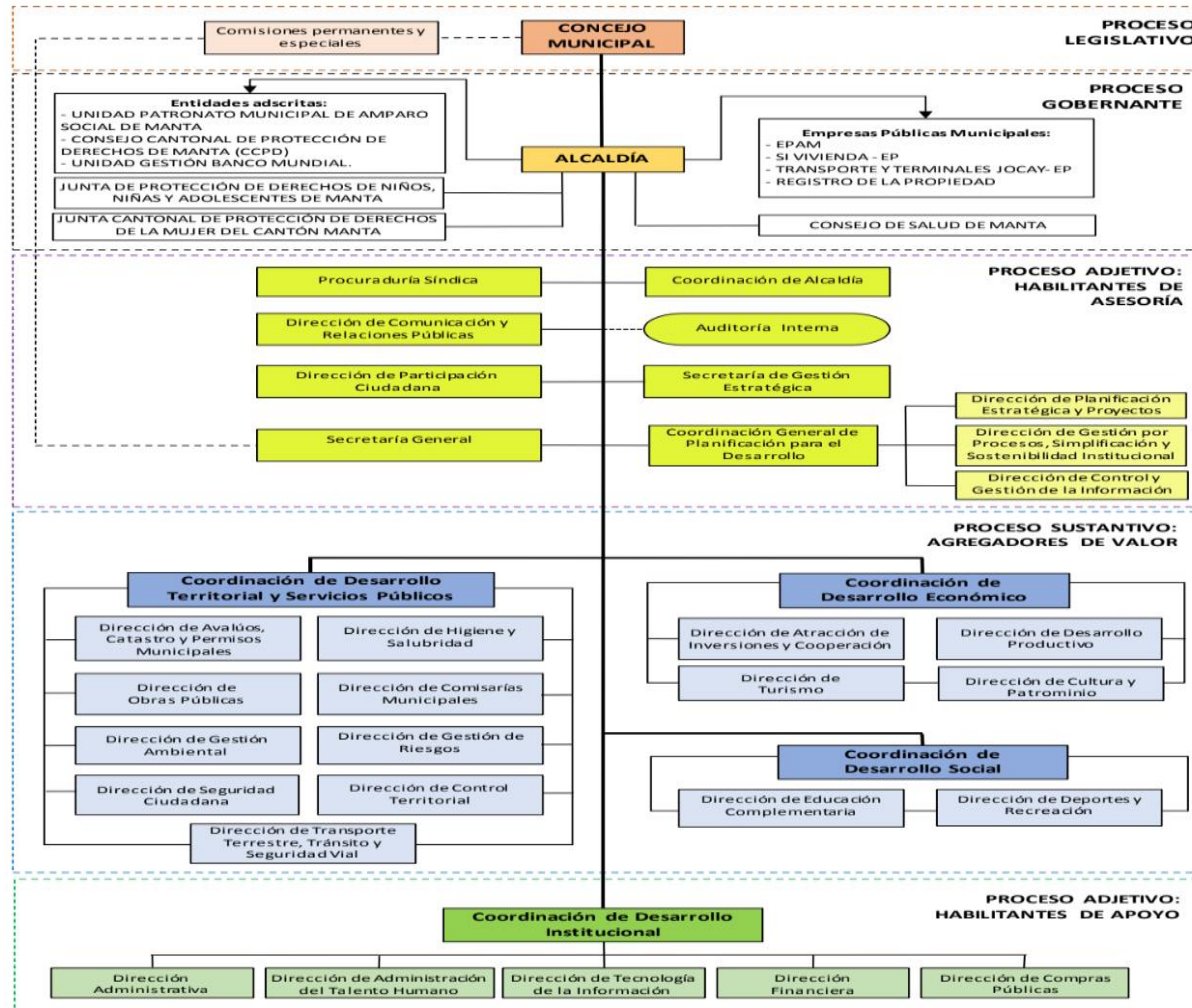 Comisiones permanentes y
especiales
CONCEJO
MUNICIPAL
PROCESO
LEGISLATIVO
PROCESO
GOBERNANTE
Entidades adscritas:
- UNIDAD PATRONATO MUNICIPAL DE AMPARO
SOCIAL DE MANTA
- CONSEJO CANTONAL DE PROTECCIÓN DE
DERECHOS DE MANTA (CCPD)
- UNIDAD GESTIÓN BANCO MUNDIAL.
JUNTA DE PROTECCIÓN DE DERECHOS DE NIÑOS,
NIÑAS Y ADOLESCENTES DE MANTA
JUNTA CANTONAL DE PROTECCIÓN DE DERECHOS
DE LA MUJER DEL CANTÓN MANTA
ALCALDÍA
Empresas Públicas Municipales:
- EPAM
- SI VIVIENDA - EP
- TRANSPORTE Y TERMINALES JOCAY- EP
- REGISTRO DE LA PROPIEDAD
CONSEJO DE SALUD DE MANTA
PROCESO ADJETIVO:
HABILITANTES DE
ASESORÍA
Procuraduría Síndica
Coordinación de Alcaldía
Dirección de Comunicación y
Relaciones Públicas
Auditoría Interna
Dirección de Participación
Ciudadana
Secretaría de Gestión
Estratégica
Secretaría General
Coordinación General de
Planificación para el
Desarrollo
Dirección de Planificación
Estratégica y Proyectos
Dirección de Gestión por
Procesos, Simplificación y
Sostenibilidad Institucional
Dirección de Control y
Gestión de la Información
PROCESO SUSTANTIVO:
AGREGADORES DE VALOR
Coordinación de Desarrollo
Territorial y Servicios Públicos
Dirección de Avalúos,
Catastro y Permisos
Municipales
Dirección de Higiene y
Salubridad
Dirección de
Obras Públicas
Dirección de Comisarías
Municipales
Dirección de Gestión
Ambiental
Dirección de Gestión de
Riesgos
Dirección de Seguridad
Ciudadana
Dirección de Control
Territorial
Dirección de Transporte
Terrestre, Tránsito y
Seguridad Vial
Coordinación de
Desarrollo Económico
Dirección de Atracción de
Inversiones y Cooperación
Dirección de Desarrollo
Productivo
Dirección de
Turismo
Dirección de Cultura y
Patrominio
Coordinación de
Desarrollo Social
Dirección de Educación
Complementaria
Dirección de Deportes y
Recreación
PROCESO ADJETIVO:
HABILITANTES DE APOYO
Coordinación de Desarrollo
Institucional
Dirección
Administrativa
Dirección de Administración
del Talento Humano
Dirección de Tecnología
de la Información
Dirección
Financiera
Dirección de Compras
Públicas